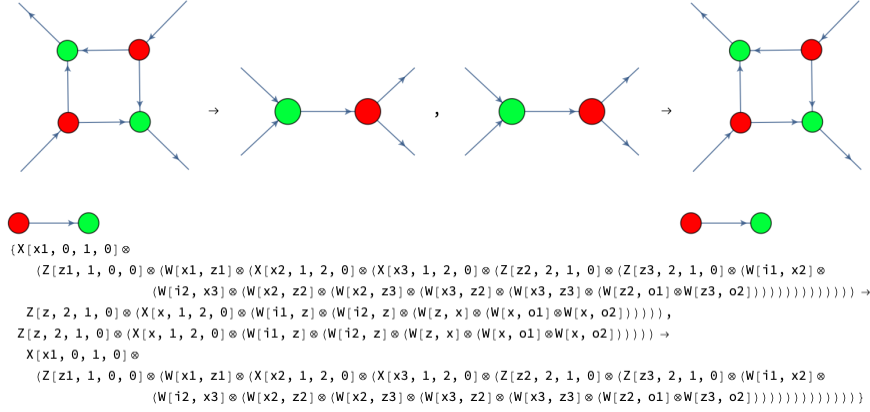 → , →
{X[x1, 0, 1, 0]⊗
(Z[z1, 1, 0, 0]⊗(W[x1, z1]⊗(X[x2, 1, 2, 0]⊗(X[x3, 1, 2, 0]⊗(Z[z2, 2, 1, 0]⊗(Z[z3, 2, 1, 0]⊗(W[i1, x2]⊗
(W[i2, x3]⊗(W[x2, z2]⊗(W[x2, z3]⊗(W[x3, z2]⊗(W[x3, z3]⊗(W[z2, o1]⊗W[z3, o2]))))))))))))) →
Z[z, 2, 1, 0]⊗(X[x, 1, 2, 0]⊗(W[i1, z]⊗(W[i2, z]⊗(W[z, x]⊗(W[x, o1]⊗W[x, o2]))))),
Z[z, 2, 1, 0]⊗(X[x, 1, 2, 0]⊗(W[i1, z]⊗(W[i2, z]⊗(W[z, x]⊗(W[x, o1]⊗W[x, o2]))))) →
X[x1, 0, 1, 0]⊗
(Z[z1, 1, 0, 0]⊗(W[x1, z1]⊗(X[x2, 1, 2, 0]⊗(X[x3, 1, 2, 0]⊗(Z[z2, 2, 1, 0]⊗(Z[z3, 2, 1, 0]⊗(W[i1, x2]⊗
(W[i2, x3]⊗(W[x2, z2]⊗(W[x2, z3]⊗(W[x3, z2]⊗(W[x3, z3]⊗(W[z2, o1]⊗W[z3, o2])))))))))))))}